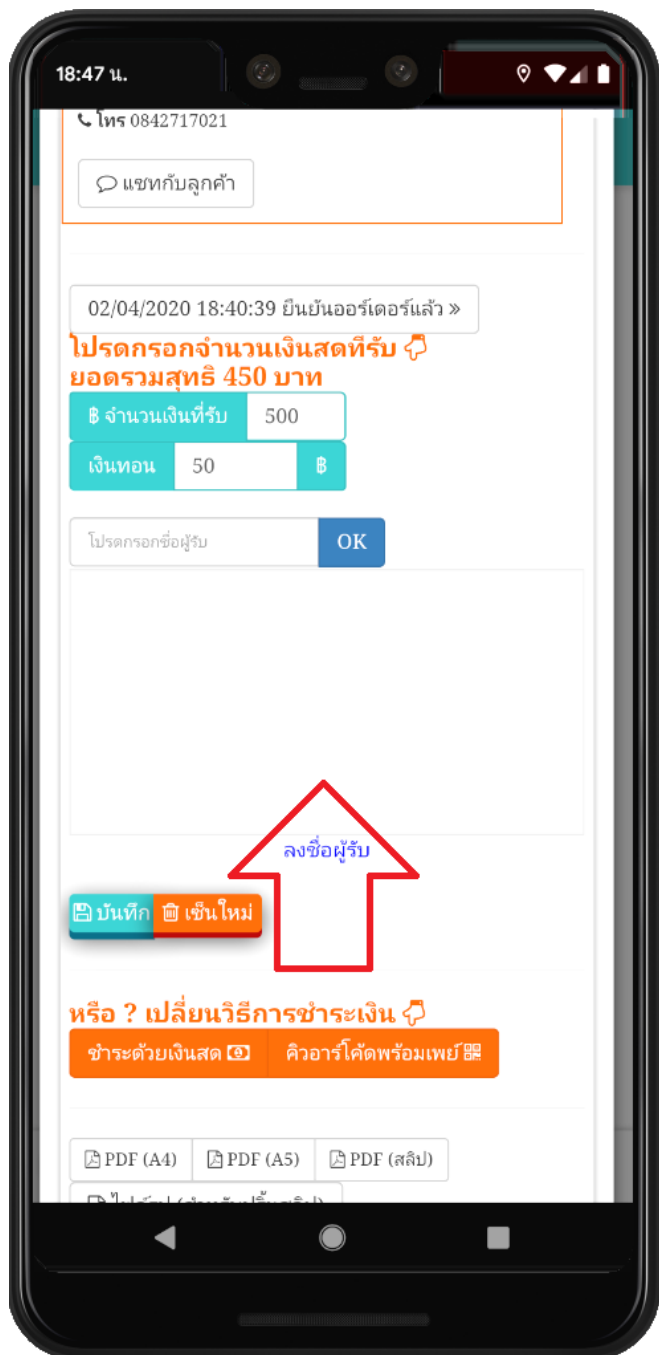 18:47 น.
โทร 0842717021
แชทกับลูกค้า
02/04/2020 18:40:39 ยืนยันออร์เดอร์แล้ว »
โปรดกรอกจำนวนเงินสดที่รับ
ยอดรวมสุทธิ 450 บาท
฿ จำนวนเงินที่รับ 500
เงินทอน 50 ฿
โปรดกรอกชื่อผู้รับ OK
ลงชื่อผู้รับ
บันทึก เซ็นใหม่
หรือ ? เปลี่ยนวิธีการชำระเงิน
ชำระด้วยเงินสด คิวอาร์โค้ดพร้อมเพย์
PDF (A4) PDF (A5) PDF (สลิป)